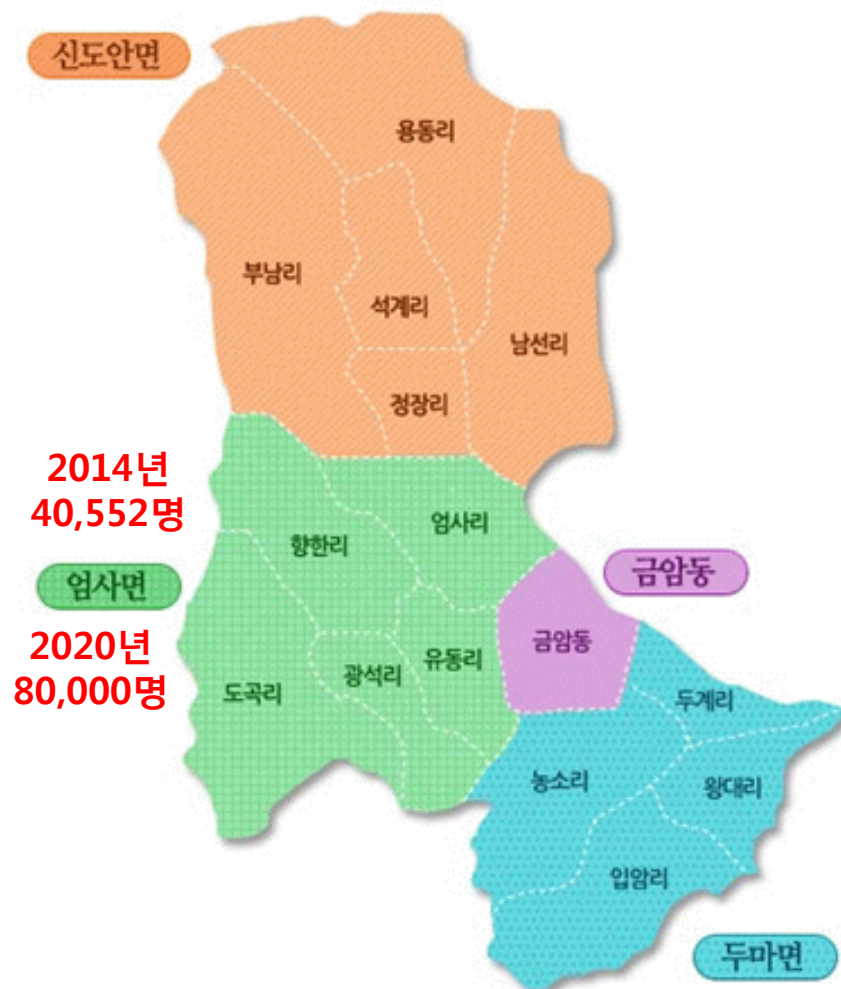 신도안면
용동리
부남리
석계리
남선리
정장리
2014년
40,552명
엄사리
향한리
엄사면
금암동
2020년
80,000명
금암동
유동리
광석리
도곡리
두계리
농소리
왕대리
입암리
두마면